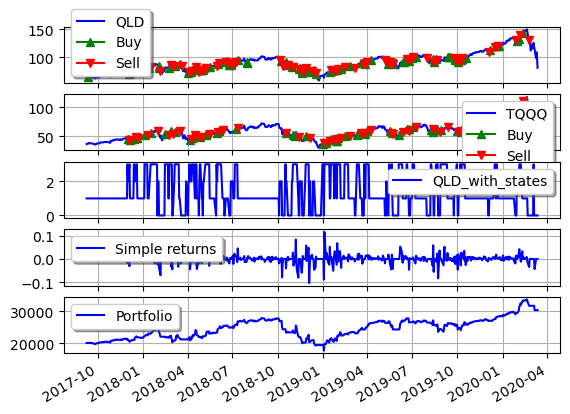 QLD
Buy
Sell
150
100
TQQQ
Buy
Sell
100
50
QLD_with_states
2
0
Simple returns
0.1
0.0
−0.1
Portfolio
30000
20000
2017-10
2018-01
2018-04
2018-07
2018-10
2019-01
2019-04
2019-07
2019-10
2020-01
2020-04